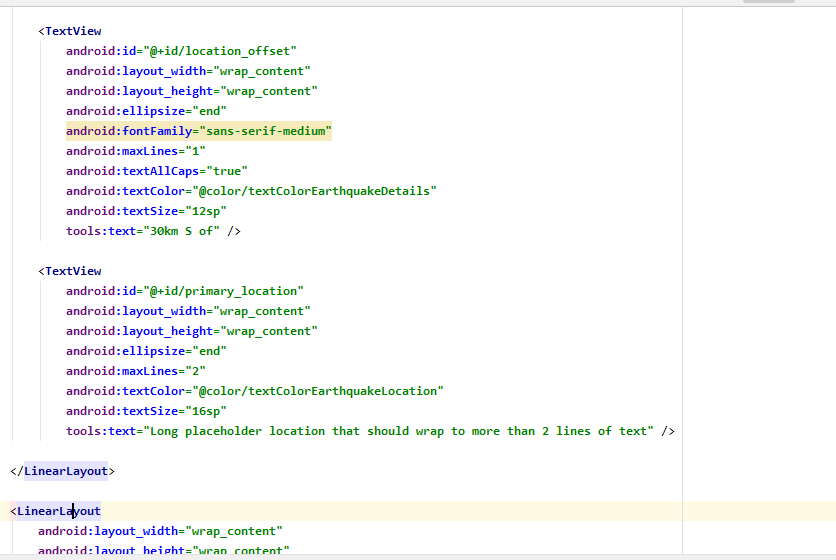 <TextView
android:id="@+id/location_offset"
android:layout_width="wrap_content"
android:layout_height="wrap_content"
android:ellipsize="end"
android:fontFamily="sans-serif-medium"
android:maxLines="1"
android:textAllCaps="true"
android:textColor="@color/textColorEarthquakeDetails"
android:textSize="12sp"
tools:text="30km S of" />
<TextView
android:id="@+id/primary_location"
android:layout_width="wrap_content"
android:layout_height="wrap_content"
android:ellipsize="end"
android:maxLines="2"
android:textColor="@color/textColorEarthquakeLocation"
android:textSize="16sp"
tools:text="Long placeholder location that should wrap to more than 2 lines of text" />
</LinearLayout>
<LinearLayout
android:layout_width="wrap_content"
android:layout_height="wrap_content"